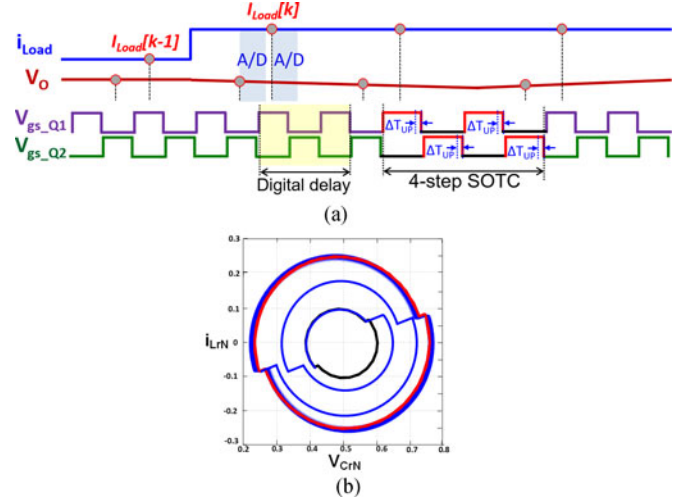 I_Load[k-1] I_Load[k]
i_Load
A/D A/D
V_O
V_gs_Q1
ΔT_UP ΔT_UP
V_gs_Q2
ΔT_UP ΔT_UP
Digital delay 4-step SOTC
(a)
0.3
0.2
0.1
i_LrN 0
-0.1
-0.2
-0.3
0.2 0.3 0.4 0.5 0.6 0.7 0.8
V_CrN
(b)